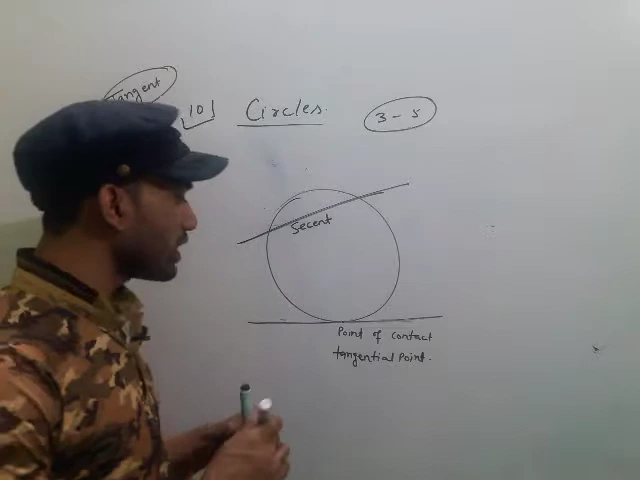 Tangent
10 Circles. 3-5
Secent
Point of contact
tangential Point.